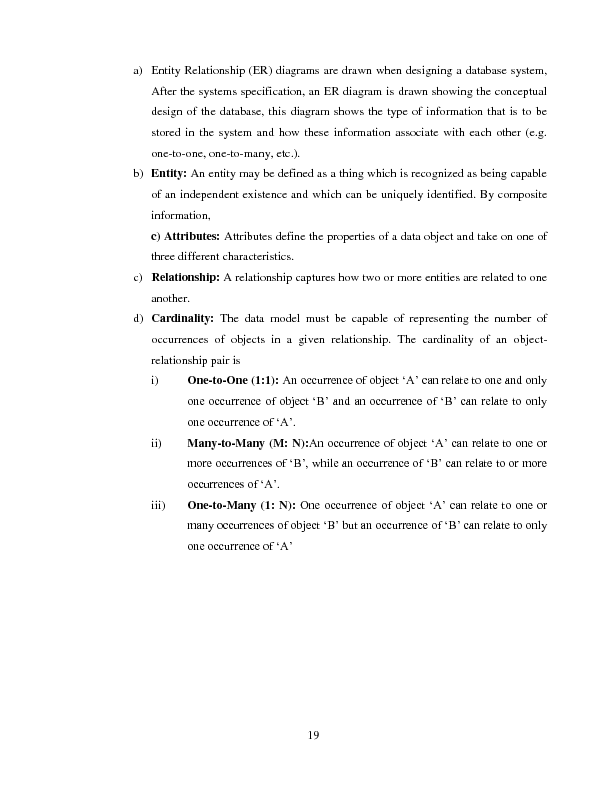 a) Entity Relationship (ER) diagrams are drawn when designing a database system,
After the systems specification, an ER diagram is drawn showing the conceptual
design of the database, this diagram shows the type of information that is to be
stored in the system and how these information associate with each other (e.g.
one-to-one, one-to-many, etc.).
b) Entity: An entity may be defined as a thing which is recognized as being capable
of an independent existence and which can be uniquely identified. By composite
information,
c) Attributes: Attributes define the properties of a data object and take on one of
three different characteristics.
c) Relationship: A relationship captures how two or more entities are related to one
another.
d) Cardinality: The data model must be capable of representing the number of
occurrences of objects in a given relationship. The cardinality of an object-
relationship pair is
i) One-to-One (1:1): An occurrence of object ‘A’ can relate to one and only
one occurrence of object ‘B’ and an occurrence of ‘B’ can relate to only
one occurrence of ‘A’.
ii) Many-to-Many (M: N):An occurrence of object ‘A’ can relate to one or
more occurrences of ‘B’, while an occurrence of ‘B’ can relate to or more
occurrences of ‘A’.
iii) One-to-Many (1: N): One occurrence of object ‘A’ can relate to one or
many occurrences of object ‘B’ but an occurrence of ‘B’ can relate to only
one occurrence of ‘A’
19